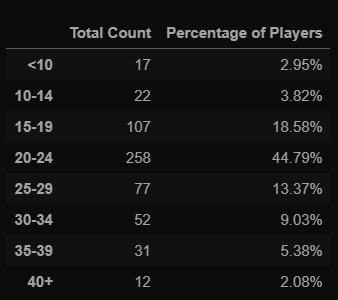 Total Count Percentage of Players
<10 17 2.95%
10-14 22 3.82%
15-19 107 18.58%
20-24 258 44.79%
25-29 77 13.37%
30-34 52 9.03%
35-39 31 5.38%
40+ 12 2.08%